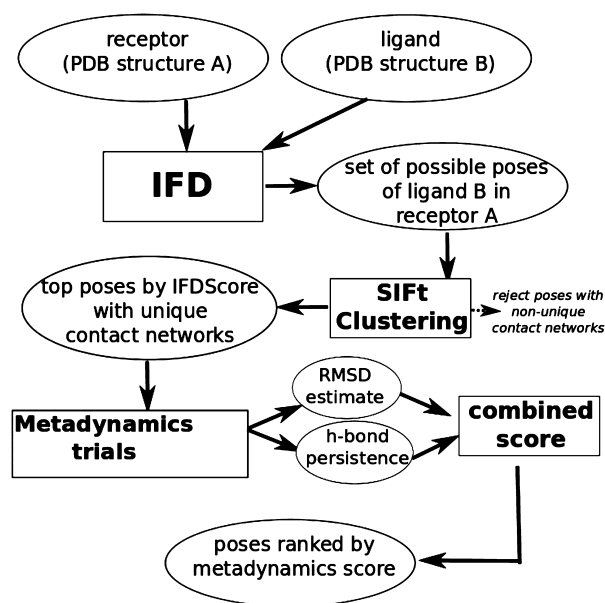 receptor
(PDB structure A)
ligand
(PDB structure B)
IFD
set of possible poses
of ligand B in
receptor A
top poses by IFDScore
with unique
contact networks
SIFt
Clustering
reject poses with
non-unique
contact networks
Metadynamics
trials
RMSD
estimate
h-bond
persistence
combined
score
poses ranked by
metadynamics score